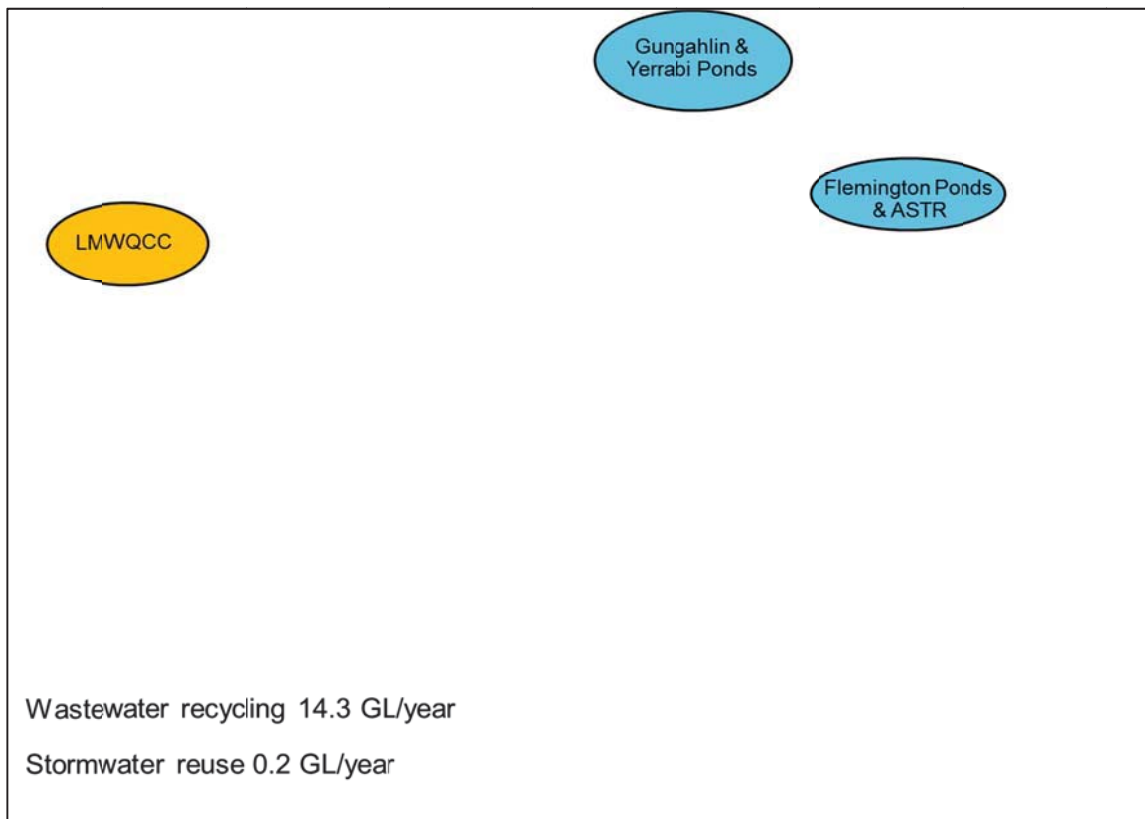 Gungahlin &
Yerrabi Ponds
Flemington Ponds
& ASTR
LMWQCC
Wastewater recycling 14.3 GL/year
Stormwater reuse 0.2 GL/year